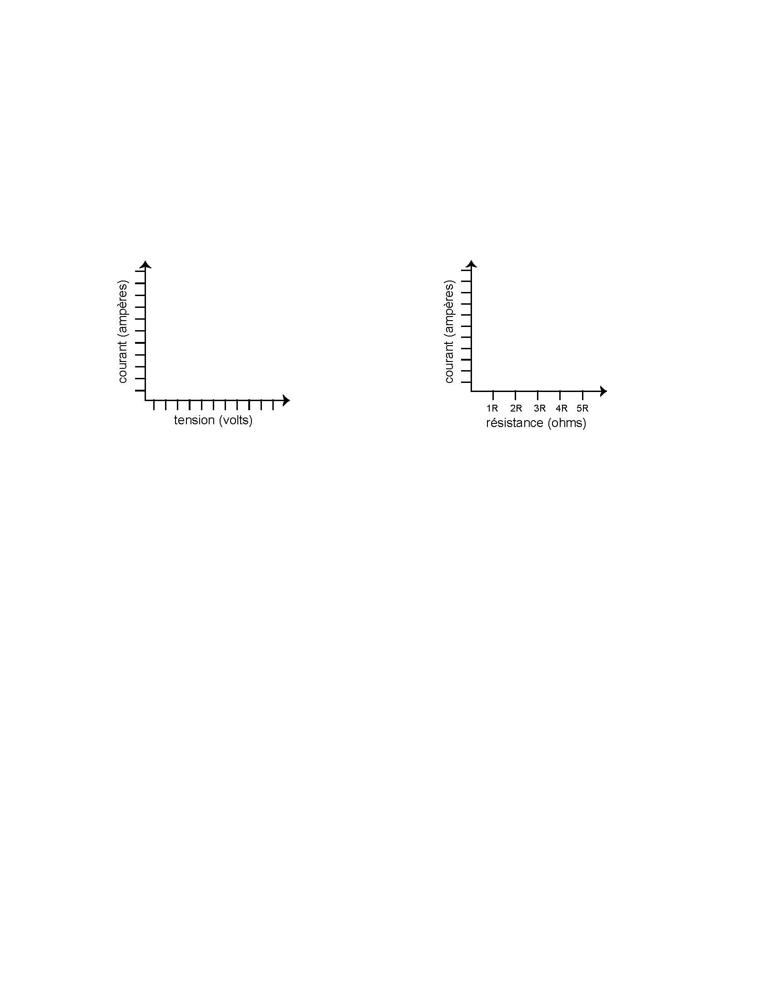 courant (ampères)
tension (volts)
courant (ampères)
1R 2R 3R 4R 5R
résistance (ohms)